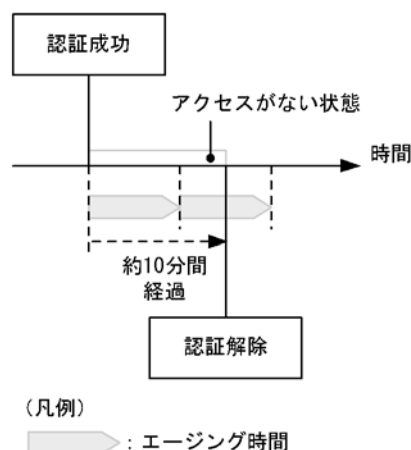 認証成功
アクセスがない状態
時間
約10分間
経過
認証解除
(凡例)
: エージング時間